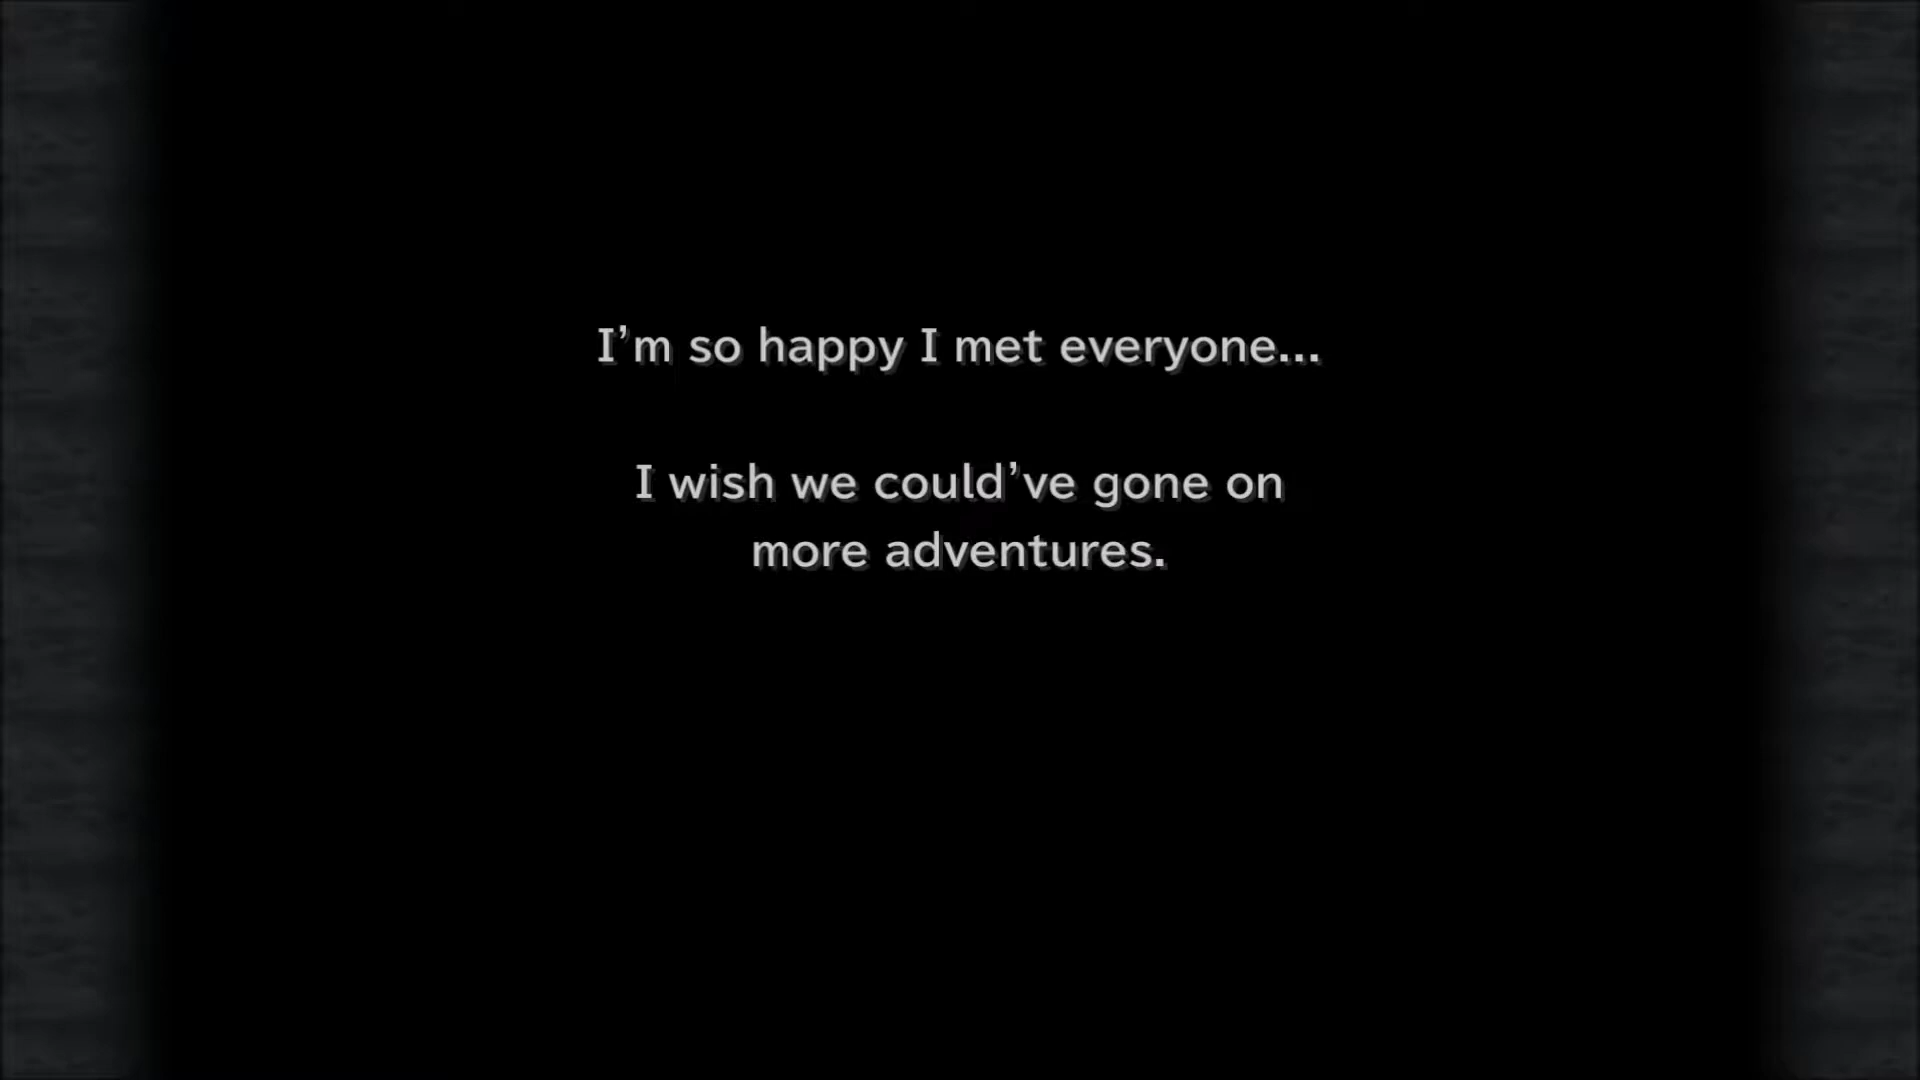 I’m so happy I met everyone...
I wish we could’ve gone on
more adventures.